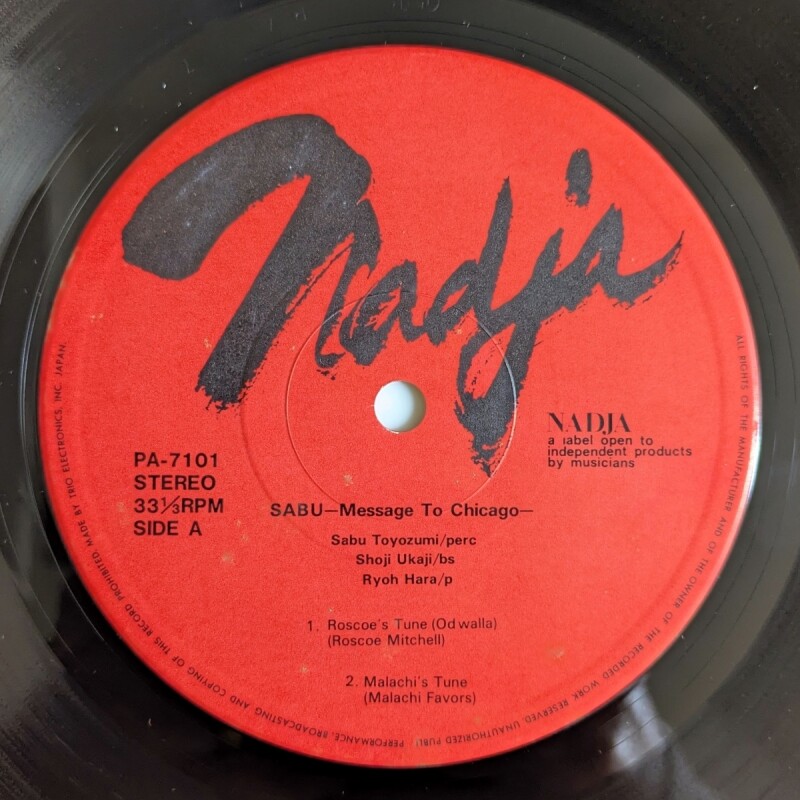 Nadja
NADJA
a label open to
independent products
by musicians
PA-7101
STEREO
33⅓RPM
SIDE A
SABU—Message To Chicago—
Sabu Toyozumi/perc
Shoji Ukaji/bs
Ryoh Hara/p
1. Roscoe's Tune (Odwalla)
(Roscoe Mitchell)
2. Malachi's Tune
(Malachi Favors)
ALL RIGHTS OF THE MANUFACTURER AND OF THE OWNER OF THE RECORDED WORK RESERVED. UNAUTHORIZED PUBLIC PERFORMANCE, BROADCASTING AND COPYING OF THIS RECORD PROHIBITED. MADE BY TRIO ELECTRONICS, INC. JAPAN.